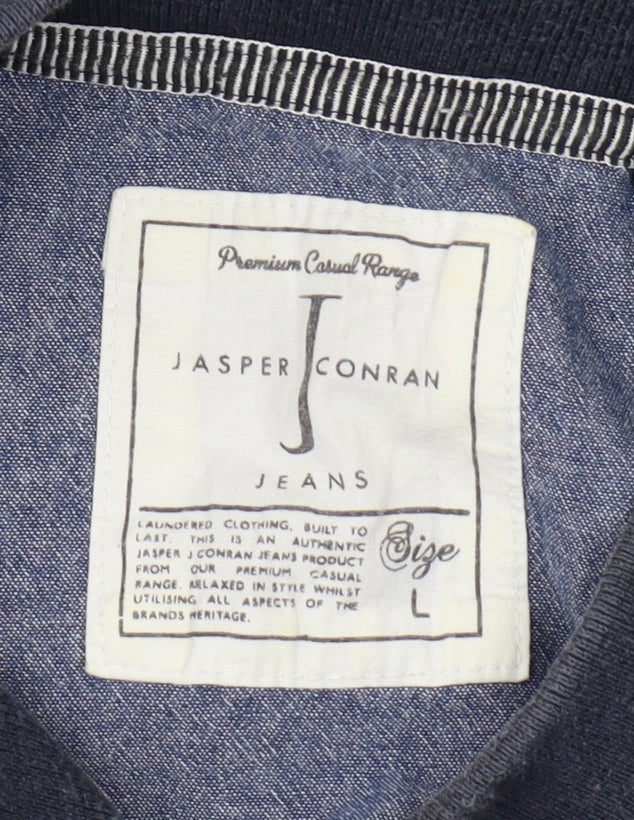 Premium Casual Range
JASPER J CONRAN
JEANS
LAUNDERED CLOTHING, BUILT TO
LAST. THIS IS AN AUTHENTIC
JASPER J CONRAN JEANS PRODUCT
FROM OUR PREMIUM CASUAL
RANGE. RELAXED IN STYLE WHILST
UTILISING ALL ASPECTS OF THE
BRANDS HERITAGE.
Size
L